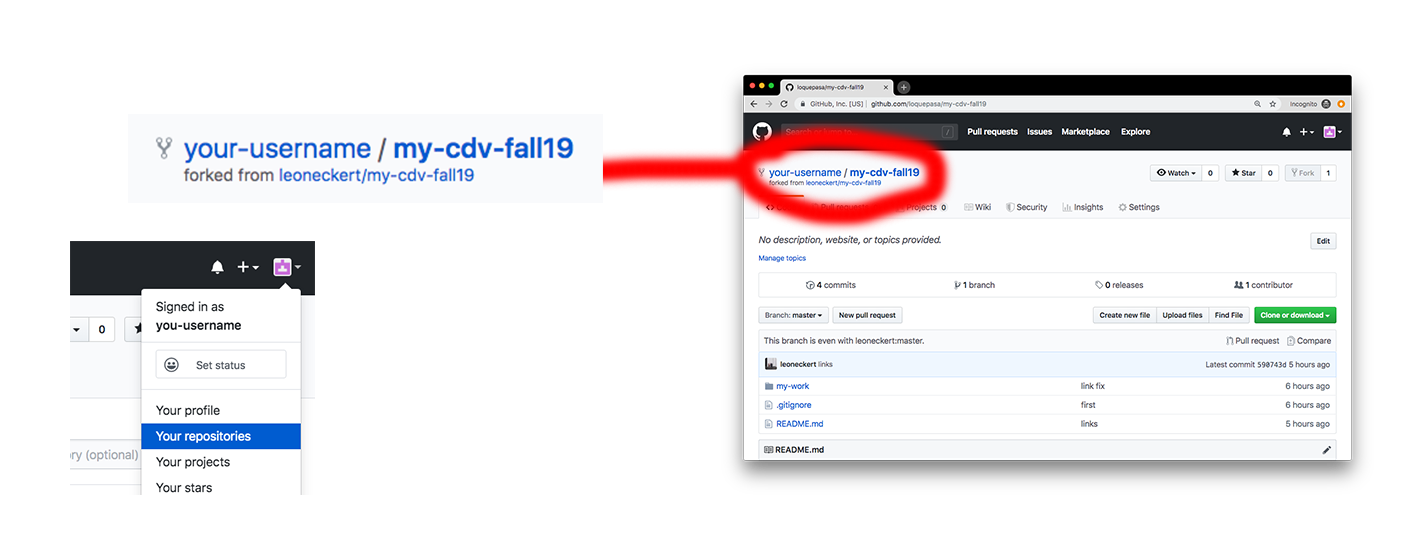 your-username / my-cdv-fall19
forked from leoneckert/my-cdv-fall19
Signed in as
you-username
0
Set status
Your profile
Your repositories
ory (optional)
Your projects
Your stars
loquepasa/my-cdv-fall19
GitHub, Inc. [US] | github.com/loquepasa/my-cdv-fall19
Incognito
Search or jump to... /
Pull requests Issues Marketplace Explore
your-username / my-cdv-fall19
forked from leoneckert/my-cdv-fall19
Watch 0 Star 0 Fork 1
Pull requests Projects 0 Wiki Security Insights Settings
No description, website, or topics provided.
Edit
Manage topics
4 commits 1 branch 0 releases 1 contributor
Branch: master New pull request Create new file Upload files Find File Clone or download
This branch is even with leoneckert:master. Pull request Compare
leoneckert links Latest commit 590743d 5 hours ago
my-work link fix 6 hours ago
.gitignore first 6 hours ago
README.md links 5 hours ago
README.md